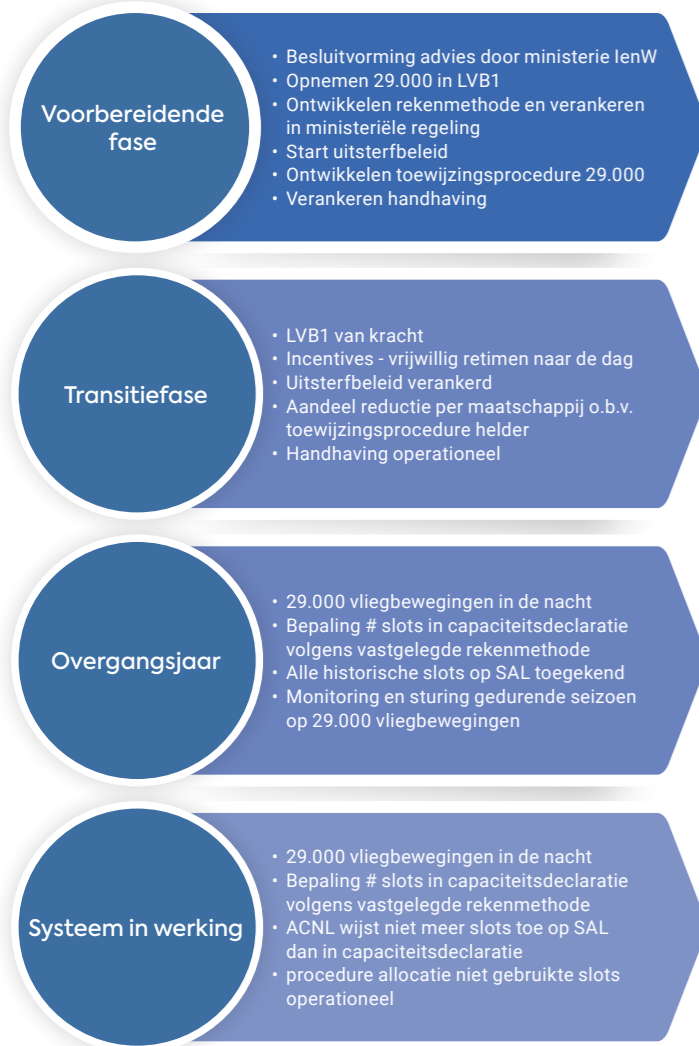 Voorbereidende
fase
• Besluitvorming advies door ministerie IenW
• Opnemen 29.000 in LVB1
• Ontwikkelen rekenmethode en verankeren
in ministeriële regeling
• Start uitsterfbeleid
• Ontwikkelen toewijzingsprocedure 29.000
• Verankeren handhaving
Transitiefase
• LVB1 van kracht
• Incentives - vrijwillig retimen naar de dag
• Uitsterfbeleid verankerd
• Aandeel reductie per maatschappij o.b.v.
toewijzingsprocedure helder
• Handhaving operationeel
Overgangsjaar
• 29.000 vliegbewegingen in de nacht
• Bepaling # slots in capaciteitsdeclaratie
volgens vastgelegde rekenmethode
• Alle historische slots op SAL toegekend
• Monitoring en sturing gedurende seizoen
op 29.000 vliegbewegingen
Systeem in werking
• 29.000 vliegbewegingen in de nacht
• Bepaling # slots in capaciteitsdeclaratie
volgens vastgelegde rekenmethode
• ACNL wijst niet meer slots toe op SAL
dan in capaciteitsdeclaratie
• procedure allocatie niet gebruikte slots
operationeel